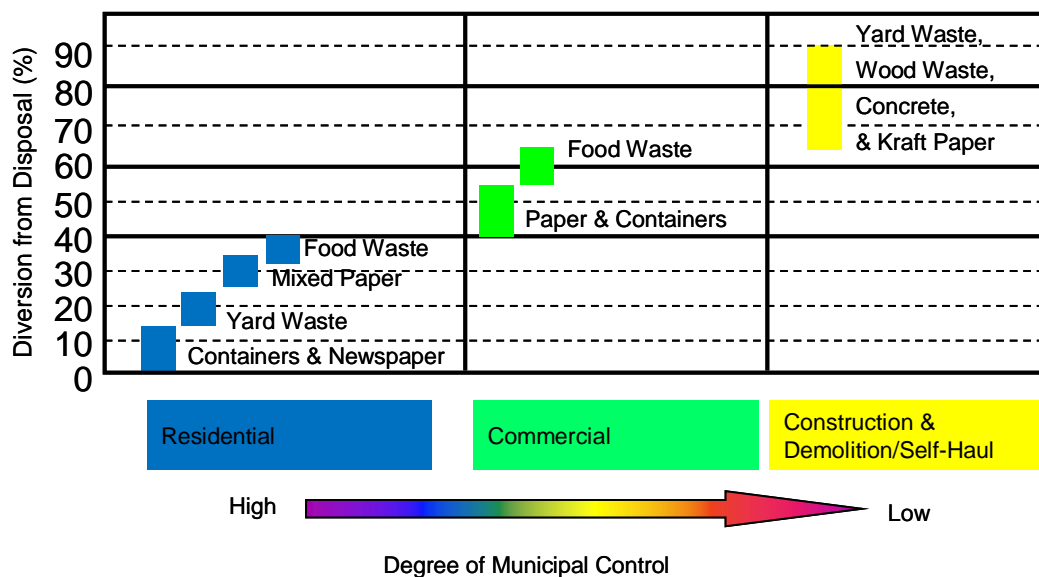 Diversion from Disposal (%)
90
80
70
60
50
40
30
20
10
0
Yard Waste,
Wood Waste,
Concrete,
& Kraft Paper
Food Waste
Paper & Containers
Food Waste
Mixed Paper
Yard Waste
Containers & Newspaper
Residential
Commercial
Construction &
Demolition/Self-Haul
High
Low
Degree of Municipal Control